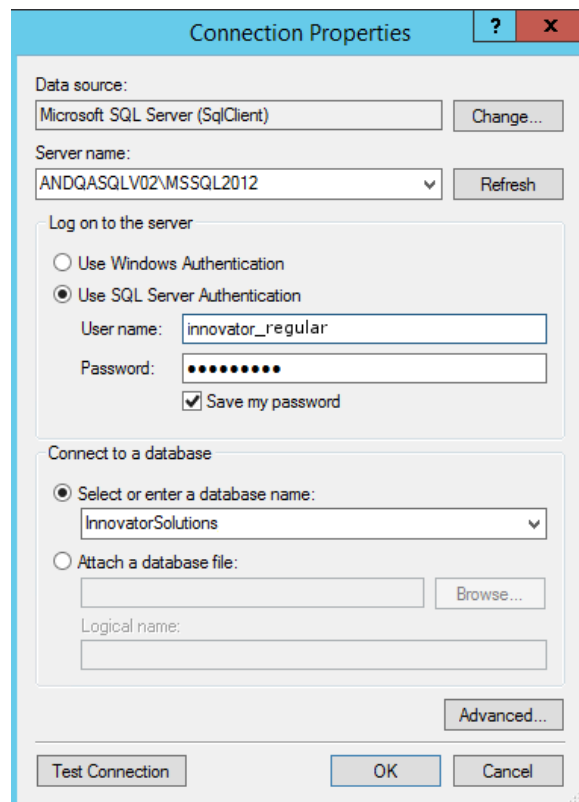 Connection Properties
?
x
Data source:
Microsoft SQL Server (SqlClient)
Change...
Server name:
ANDQASQLV02\MSSQL2012
Refresh
Log on to the server
Use Windows Authentication
Use SQL Server Authentication
User name:
innovator_regular
Password:
●●●●●●●●●
Save my password
Connect to a database
Select or enter a database name:
InnovatorSolutions
Attach a database file:
Browse...
Logical name:
Advanced...
Test Connection
OK
Cancel